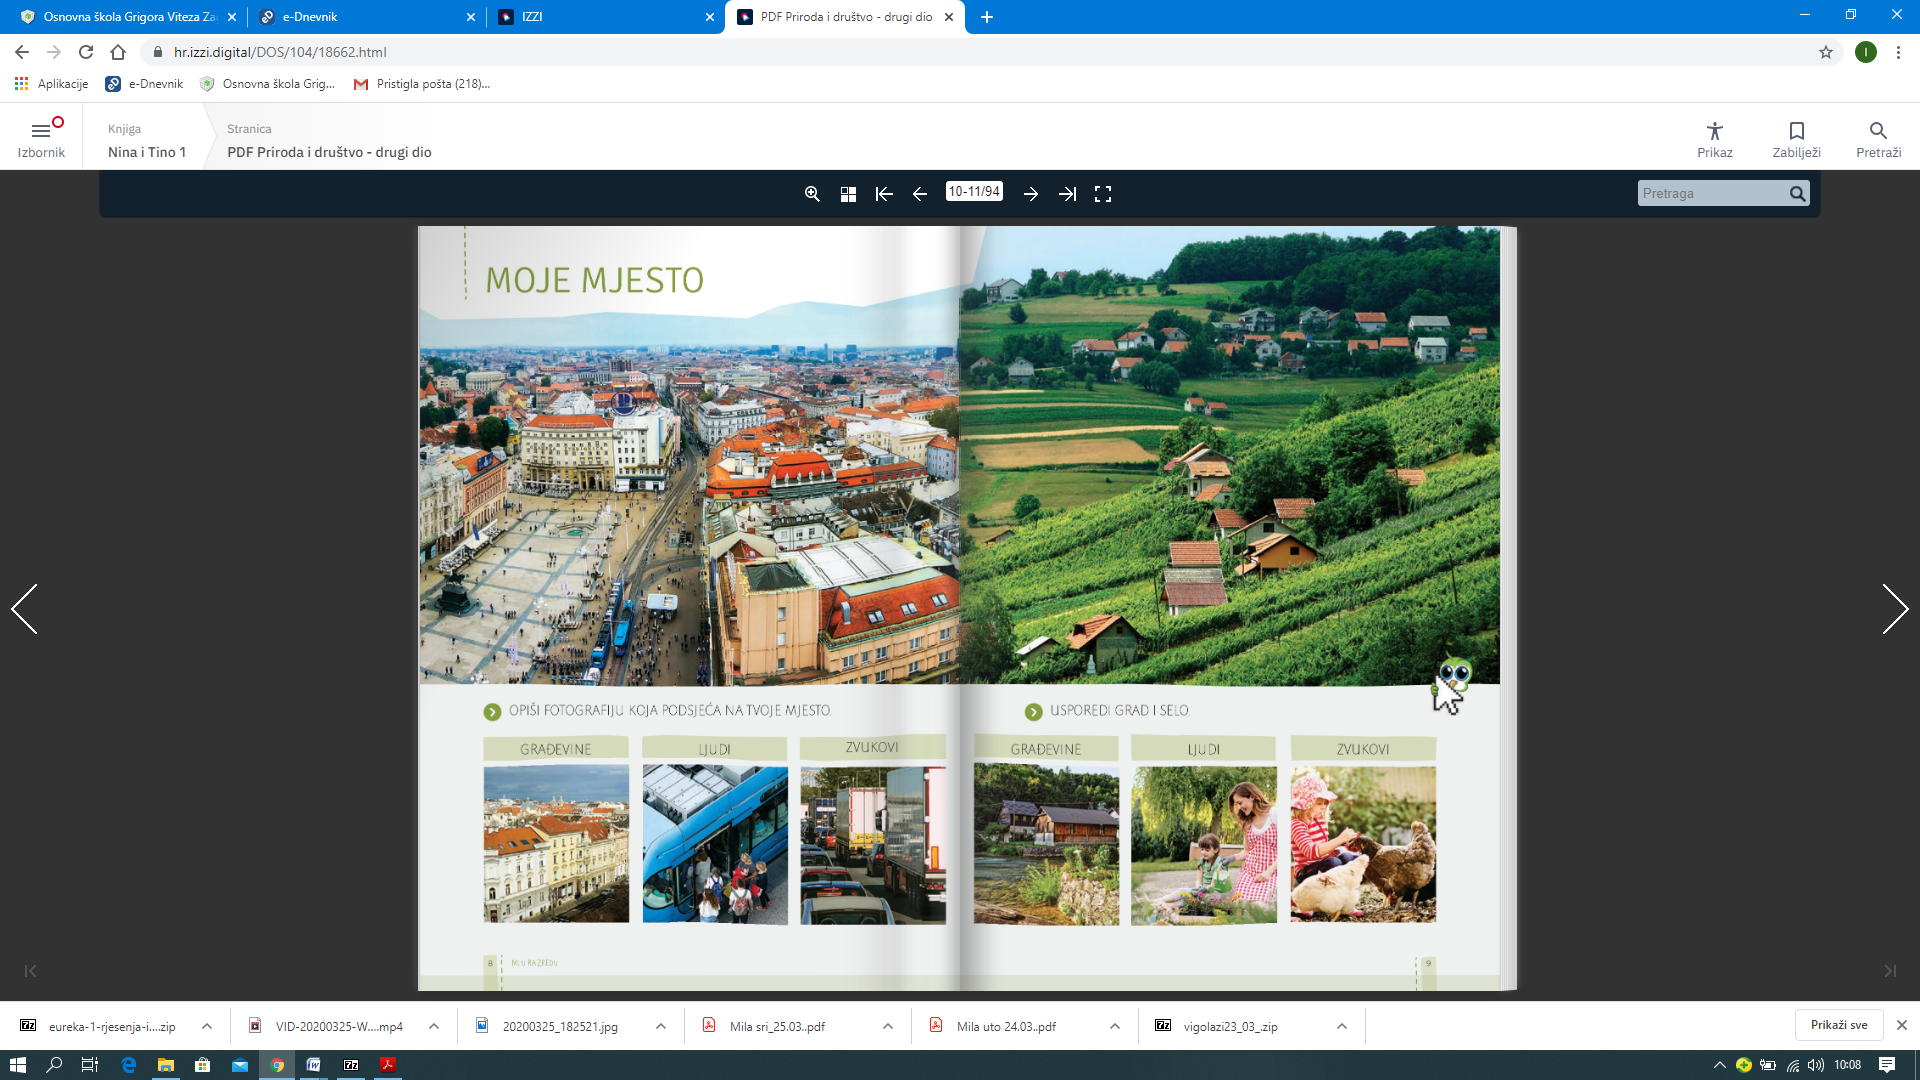 Osnovna škola Grigora Viteza Za
e-Dnevnik
IZZI
PDF Priroda i društvo - drugi dio
hr.izzi.digital/DOS/104/18662.html
I
Aplikacije
e-Dnevnik
Osnovna škola Grig...
Pristigla pošta (218)...
Izbornik
Knjiga
Nina i Tino 1
Stranica
PDF Priroda i društvo - drugi dio
Prikaz
Zabilježi
Pretraži
10-11/94
Pretraga
MOJE MJESTO
OPIŠI FOTOGRAFIJU KOJA PODSJEĆA NA TVOJE MJESTO.
USPOREDI GRAD I SELO.
GRAĐEVINE
LJUDI
ZVUKOVI
GRAĐEVINE
LJUDI
ZVUKOVI
8
MI U RAZREDU
9
eureka-1-rjesenja-i....zip
VID-20200325-W....mp4
20200325_182521.jpg
Mila sri_25.03..pdf
Mila uto 24.03..pdf
vigolazi23_03_.zip
Prikaži sve
10:08